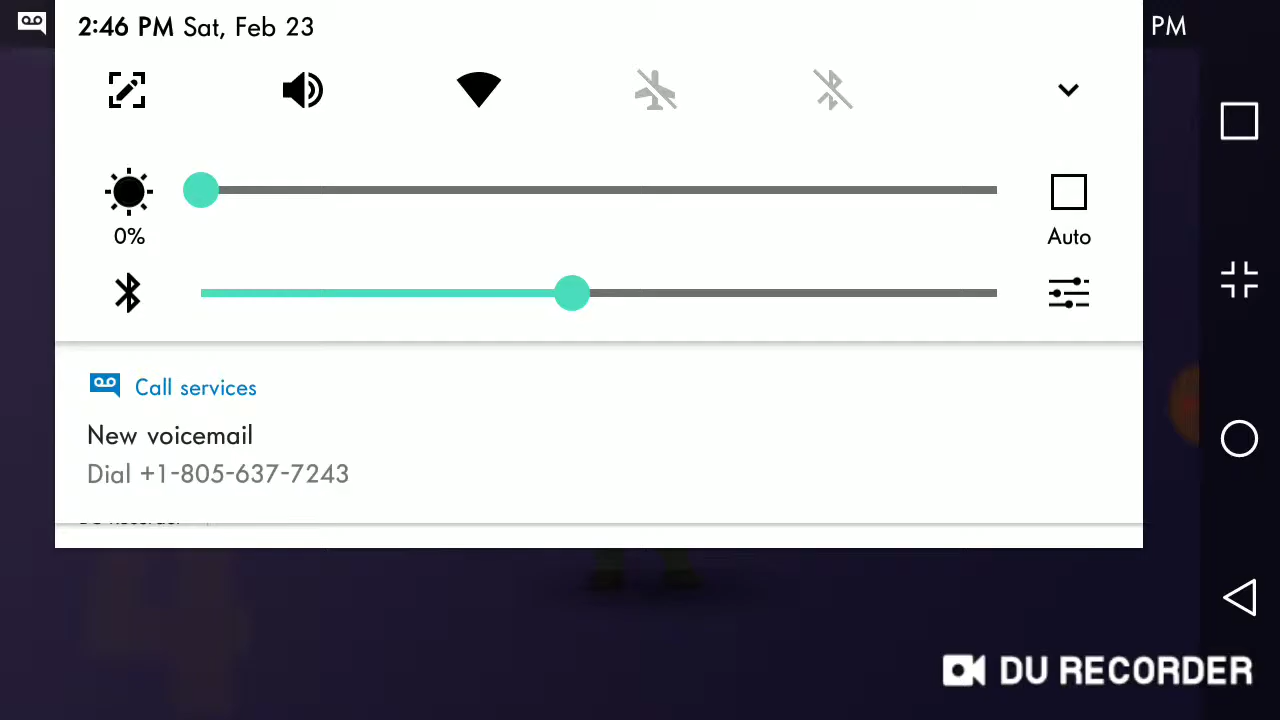 2:46 PM Sat, Feb 23
PM
0%
Auto
Call services
New voicemail
Dial +1-805-637-7243
DU RECORDER